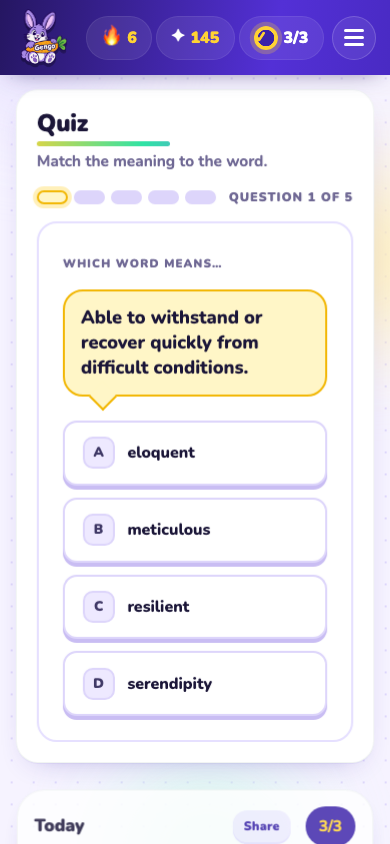 Gengo
6
145
3/3
Quiz
Match the meaning to the word.
QUESTION 1 OF 5
WHICH WORD MEANS...
Able to withstand or
recover quickly from
difficult conditions.
A eloquent
B meticulous
C resilient
D serendipity
Today
Share
3/3